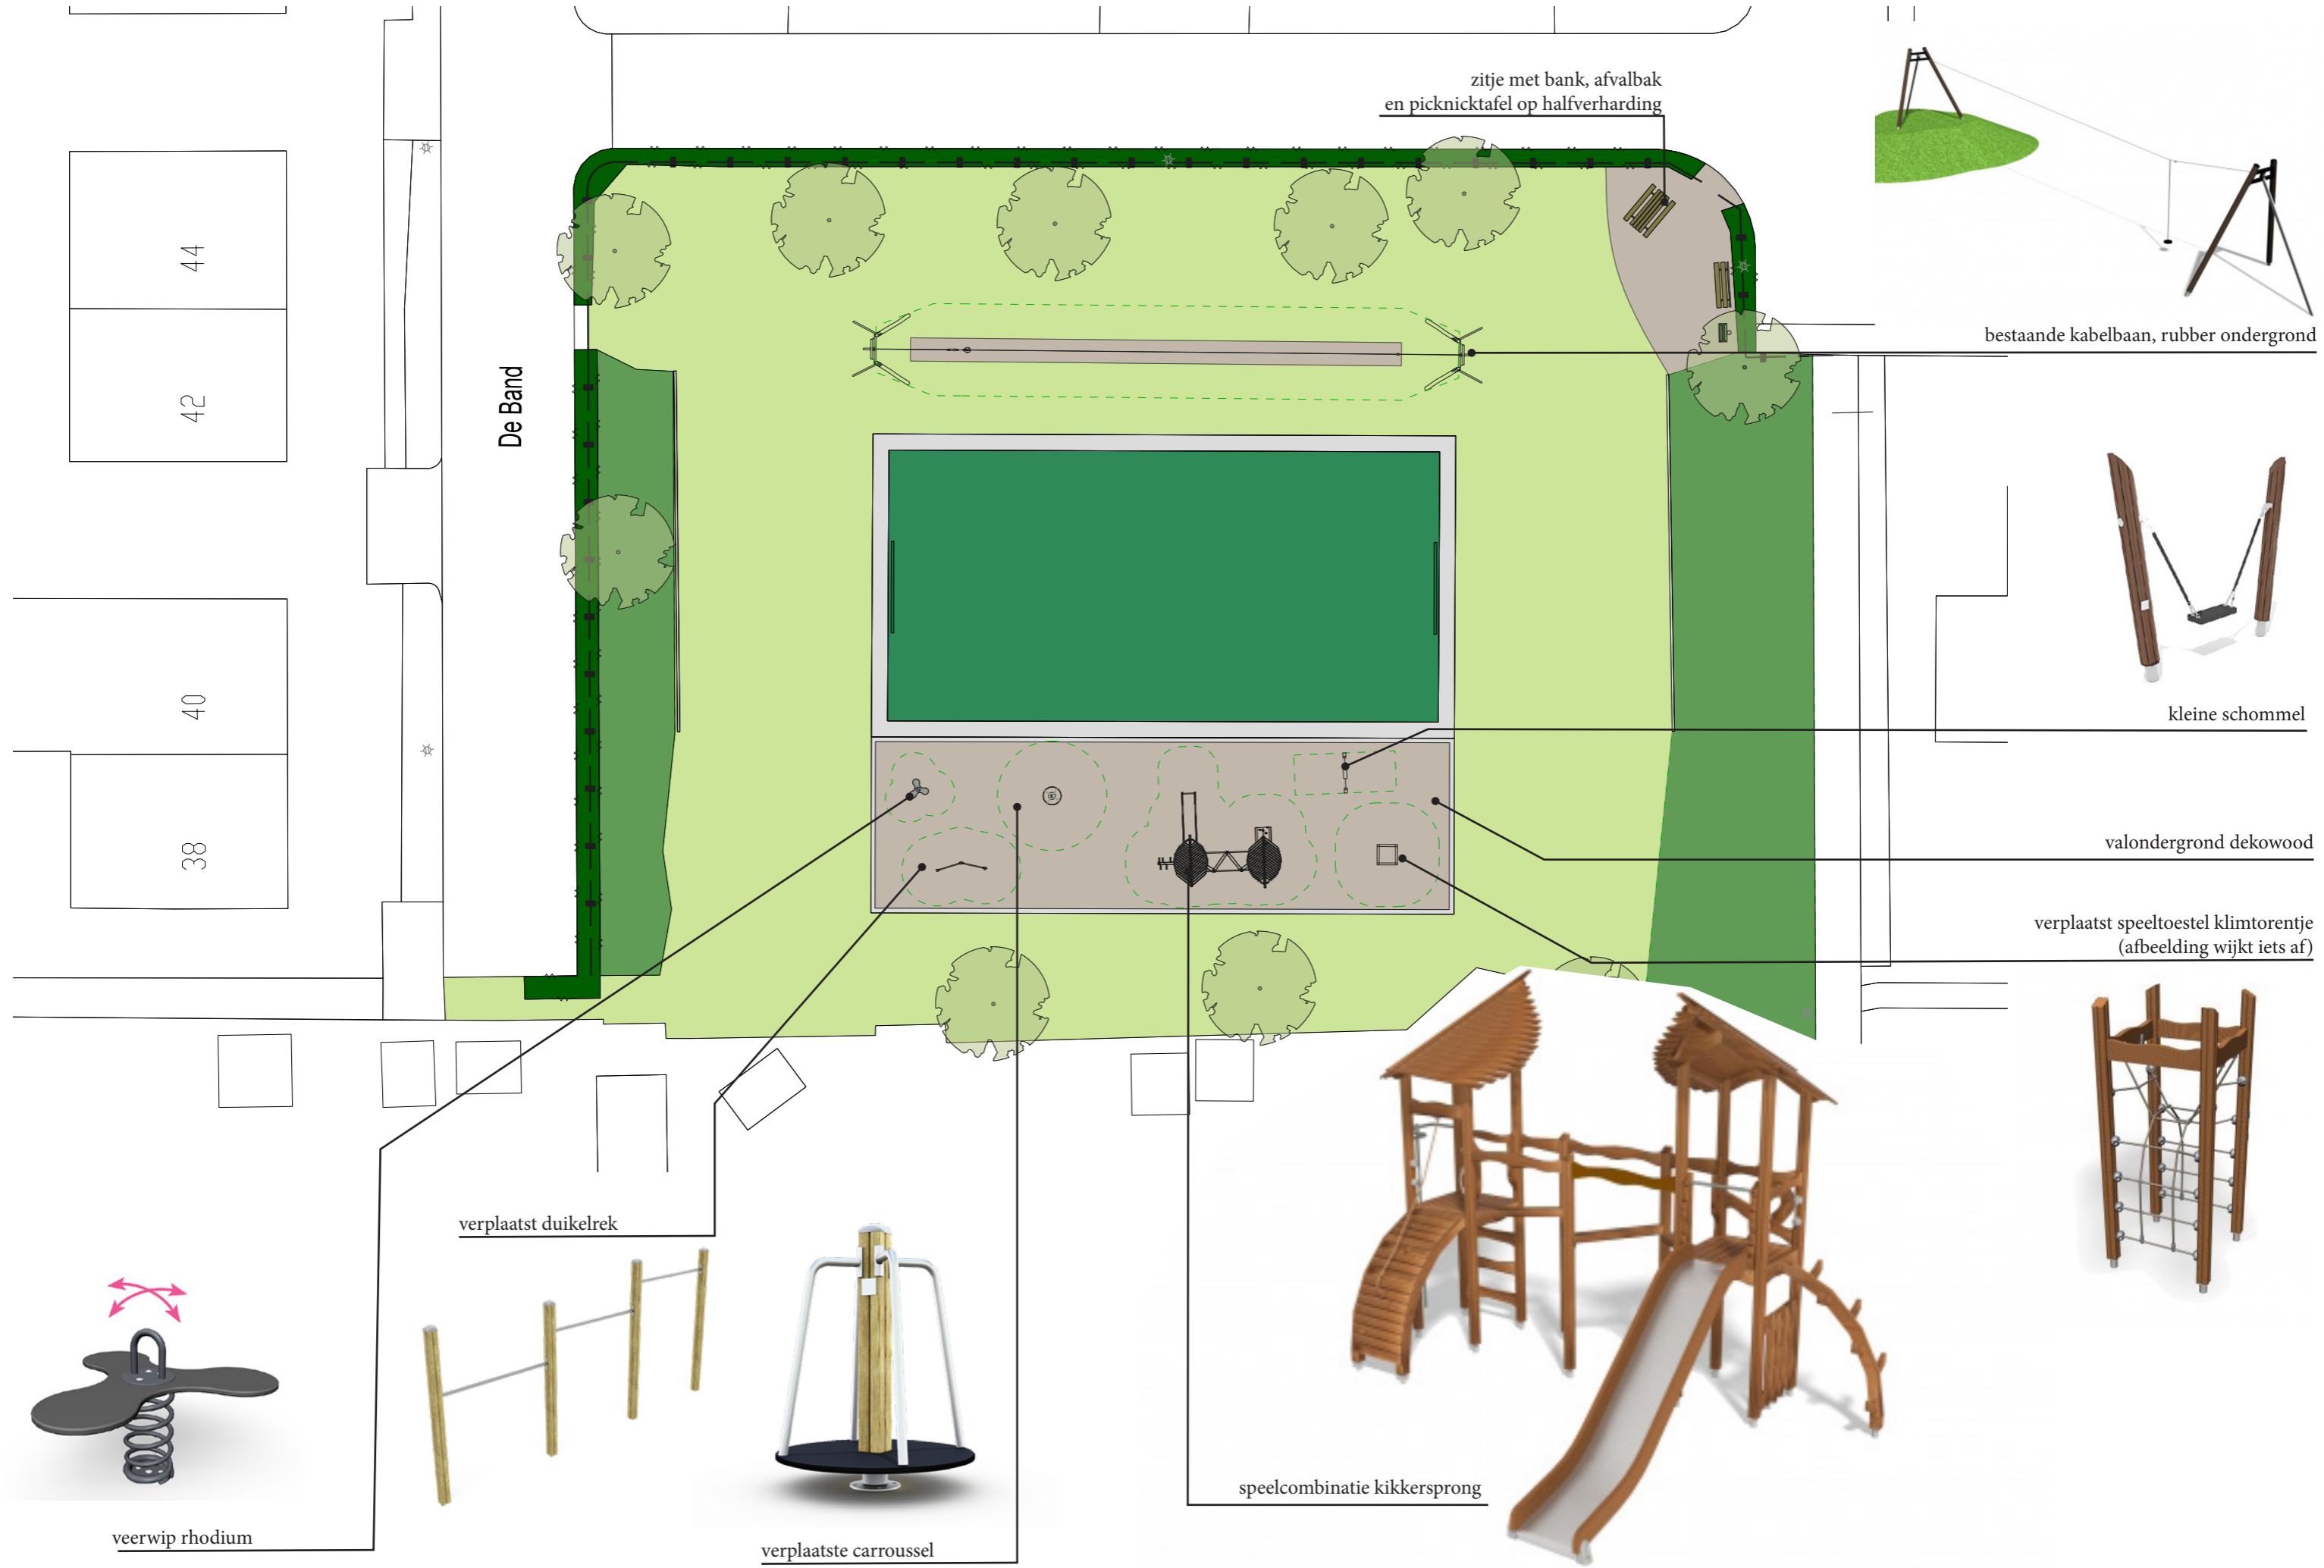 zitje met bank, afvalbak
en picknicktafel op halfverharding
bestaande kabelbaan, rubber ondergrond
44
42
De Band
kleine schommel
40
38
valondergrond dekowood
verplaatst speeltoestel klimtorentje
(afbeelding wijkt iets af)
verplaatst duikelrek
speelcombinatie kikkersprong
veerwip rhodium
verplaatste carroussel